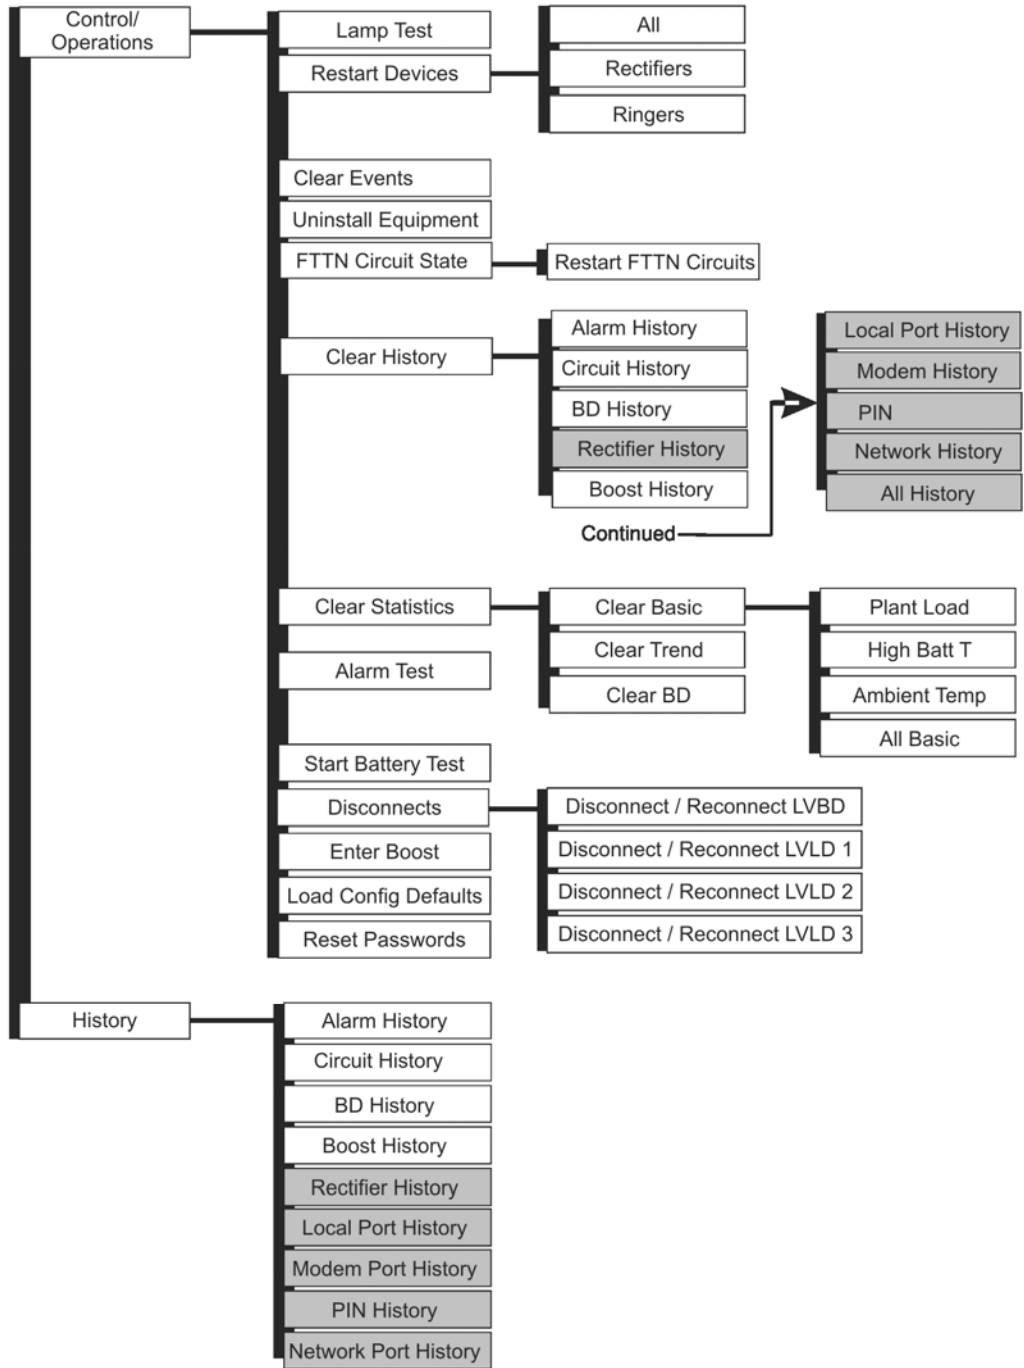 Control/
Operations
Lamp Test
Restart Devices
All
Rectifiers
Ringers
Clear Events
Uninstall Equipment
FTTN Circuit State
Restart FTTN Circuits
Clear History
Alarm History
Circuit History
BD History
Rectifier History
Boost History
Continued
Local Port History
Modem History
PIN
Network History
All History
Clear Statistics
Clear Basic
Clear Trend
Clear BD
Plant Load
High Batt T
Ambient Temp
All Basic
Alarm Test
Start Battery Test
Disconnects
Disconnect / Reconnect LVBD
Disconnect / Reconnect LVLD 1
Disconnect / Reconnect LVLD 2
Disconnect / Reconnect LVLD 3
Enter Boost
Load Config Defaults
Reset Passwords
History
Alarm History
Circuit History
BD History
Boost History
Rectifier History
Local Port History
Modem Port History
PIN History
Network Port History